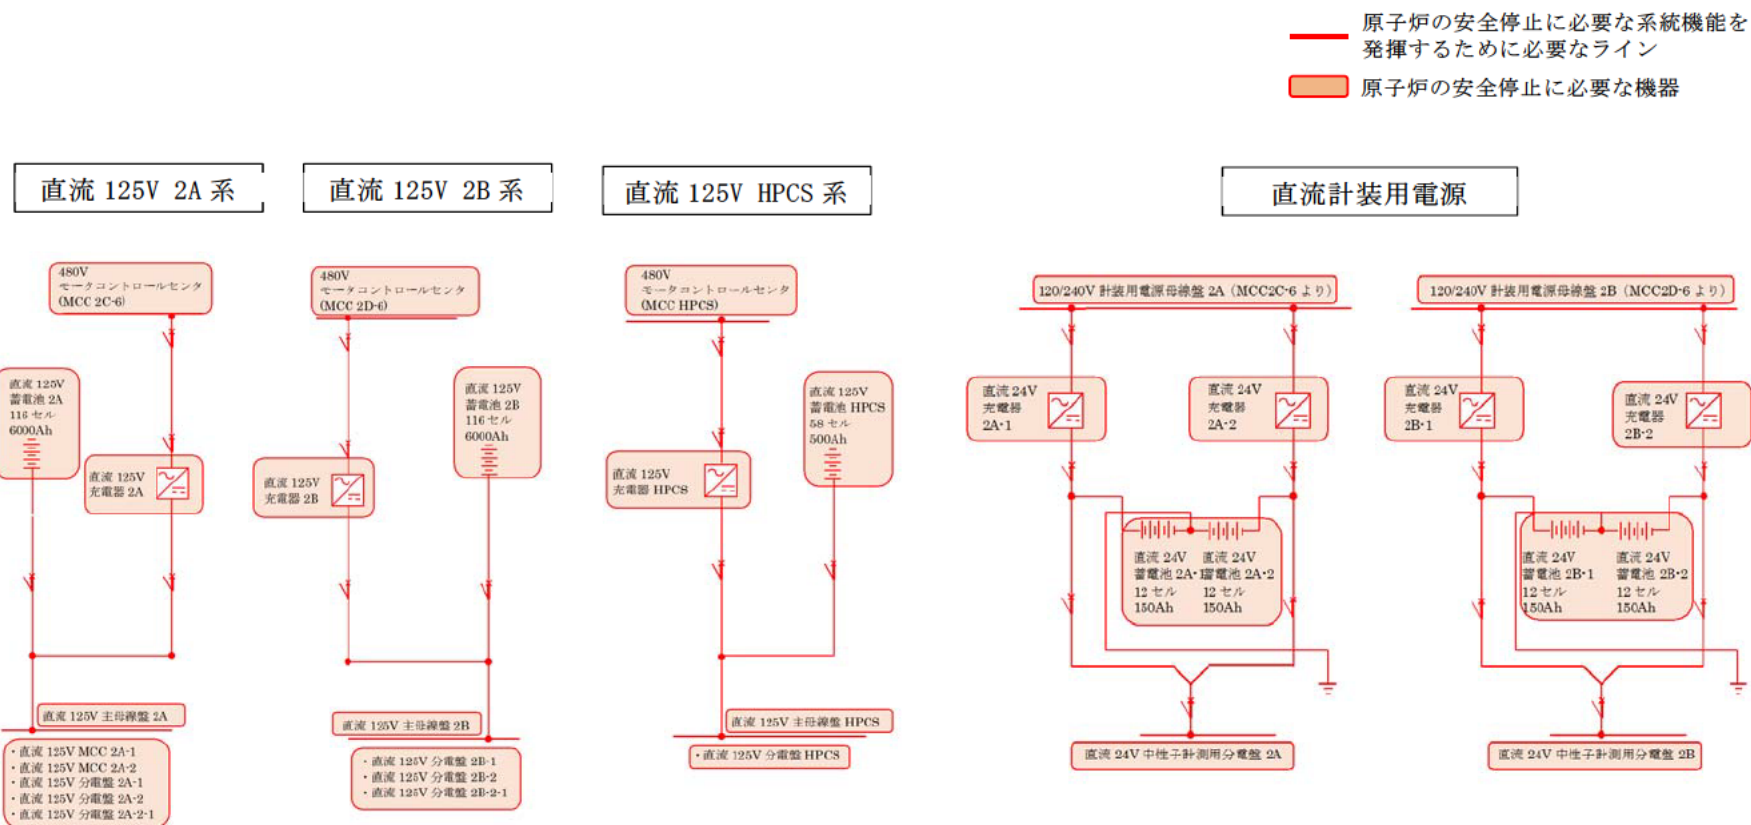 原子炉の安全停止に必要な系統機能を
発揮するために必要なライン
原子炉の安全停止に必要な機器
直流 125V 2A 系
480V
モータコントロールセンタ
(MCC 2C-6)
直流 125V
蓄電池 2A
116 セル
6000Ah
直流 125V
充電器 2A
直流 125V 主母線盤 2A
・直流 125V MCC 2A-1
・直流 125V MCC 2A-2
・直流 125V 分電盤 2A-1
・直流 125V 分電盤 2A-2
・直流 125V 分電盤 2A-2-1
直流 125V 2B 系
480V
モータコントロールセンタ
(MCC 2D-6)
直流 125V
蓄電池 2B
116 セル
6000Ah
直流 125V
充電器 2B
直流 125V 主母線盤 2B
・直流 125V 分電盤 2B-1
・直流 125V 分電盤 2B-2
・直流 125V 分電盤 2B-2-1
直流 125V HPCS 系
480V
モータコントロールセンタ
(MCC HPCS)
直流 125V
蓄電池 HPCS
58 セル
500Ah
直流 125V
充電器 HPCS
直流 125V 主母線盤 HPCS
・直流 125V 分電盤 HPCS
直流計装用電源
120/240V 計装用電源母線盤 2A（MCC2C-6 より）
直流 24V
充電器
2A-1
直流 24V
充電器
2A-2
直流 24V
蓄電池 2A-1
12 セル
150Ah
直流 24V
蓄電池 2A-2
12 セル
150Ah
直流 24V 中性子計測用分電盤 2A
120/240V 計装用電源母線盤 2B（MCC2D-6 より）
直流 24V
充電器
2B-1
直流 24V
充電器
2B-2
直流 24V
蓄電池 2B-1
12 セル
150Ah
直流 24V
蓄電池 2B-2
12 セル
150Ah
直流 24V 中性子計測用分電盤 2B